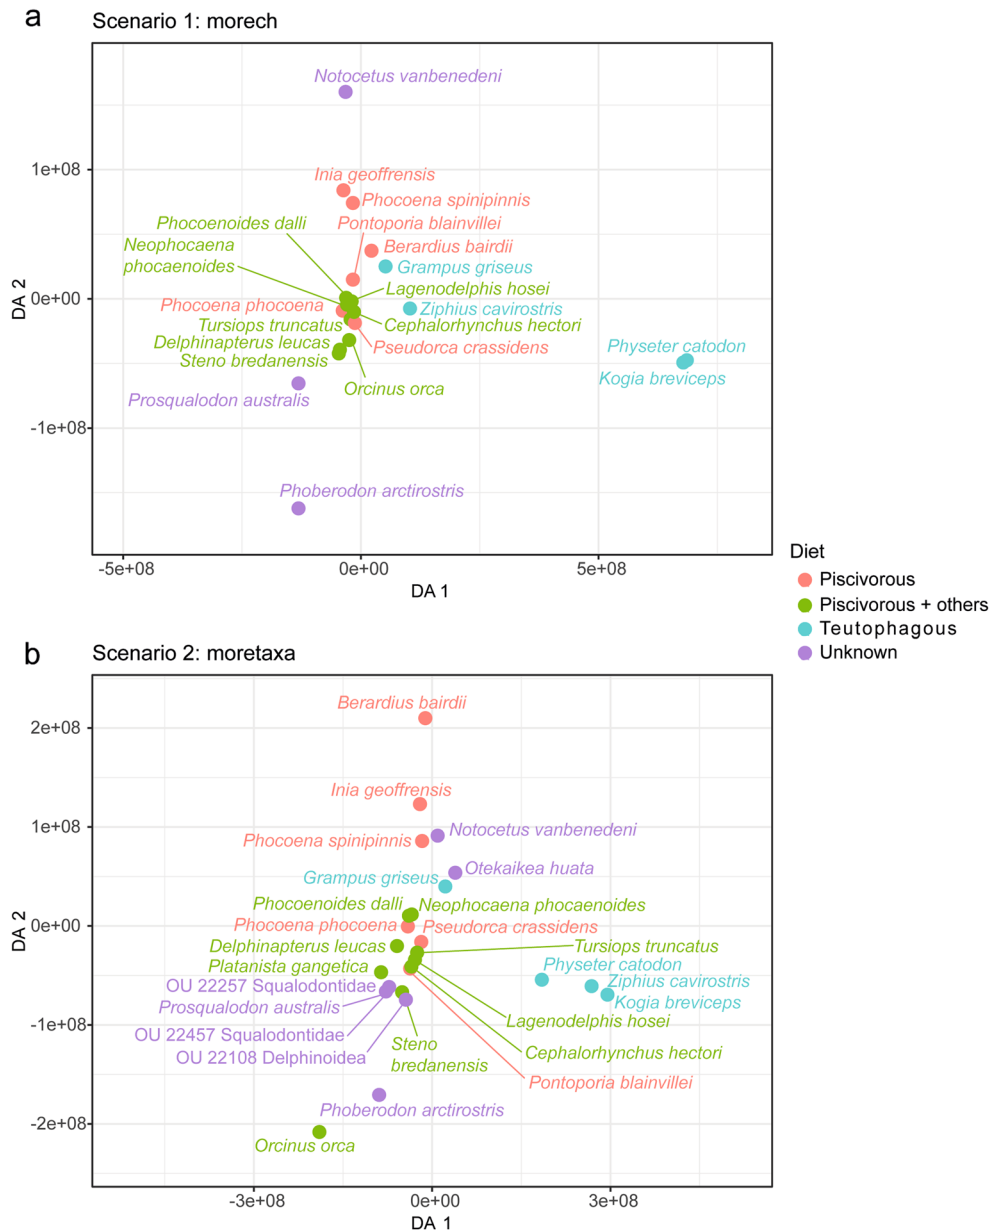 a
Scenario 1: morech
Notocetus vanbenedeni
1e+08
Inia geoffrensis
Phocoena spinipinnis
Phocoenoides dalli
Pontoporia blainvillei
Neophocaena
phocaenoides
Berardius bairdii
Grampus griseus
Lagenodelphis hosei
DA 2
0e+00
Phocoena phocoena
Ziphius cavirostris
Tursiops truncatus
Cephalorhynchus hectori
Delphinapterus leucas
Pseudorca crassidens
Physeter catodon
Steno bredanensis
Kogia breviceps
Orcinus orca
Prosqualodon australis
-1e+08
Phoberodon arctirostris
-5e+08
0e+00
5e+08
DA 1
Diet
Piscivorous
Piscivorous + others
Teutophagous
Unknown
b
Scenario 2: moretaxa
Berardius bairdii
2e+08
Inia geoffrensis
1e+08
Notocetus vanbenedeni
Phocoena spinipinnis
Otekaikea huata
Grampus griseus
Phocoenoides dalli
Neophocaena phocaenoides
DA 2
0e+00
Phocoena phocoena
Pseudorca crassidens
Delphinapterus leucas
Tursiops truncatus
Platanista gangetica
Physeter catodon
OU 22257 Squalodontidae
Ziphius cavirostris
Prosqualodon australis
Kogia breviceps
-1e+08
Lagenodelphis hosei
OU 22457 Squalodontidae
Steno
bredanensis
OU 22108 Delphinoidea
Cephalorhynchus hectori
Pontoporia blainvillei
Phoberodon arctirostris
-2e+08
Orcinus orca
-3e+08
0e+00
3e+08
DA 1